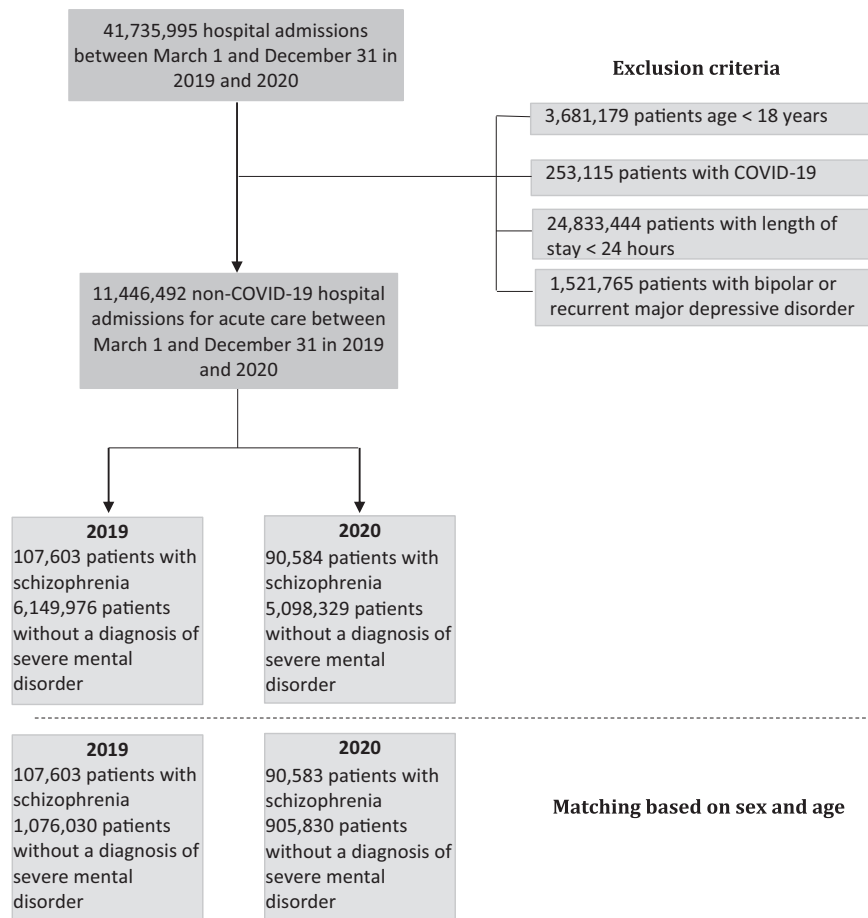 41,735,995 hospital admissions
between March 1 and December 31 in
2019 and 2020
Exclusion criteria
3,681,179 patients age < 18 years
253,115 patients with COVID-19
24,833,444 patients with length of
stay < 24 hours
1,521,765 patients with bipolar or
recurrent major depressive disorder
11,446,492 non-COVID-19 hospital
admissions for acute care between
March 1 and December 31 in 2019
and 2020
2019
107,603 patients with
schizophrenia
6,149,976 patients
without a diagnosis of
severe mental
disorder
2020
90,584 patients with
schizophrenia
5,098,329 patients
without a diagnosis of
severe mental
disorder
2019
107,603 patients with
schizophrenia
1,076,030 patients
without a diagnosis of
severe mental
disorder
2020
90,583 patients with
schizophrenia
905,830 patients
without a diagnosis of
severe mental
disorder
Matching based on sex and age